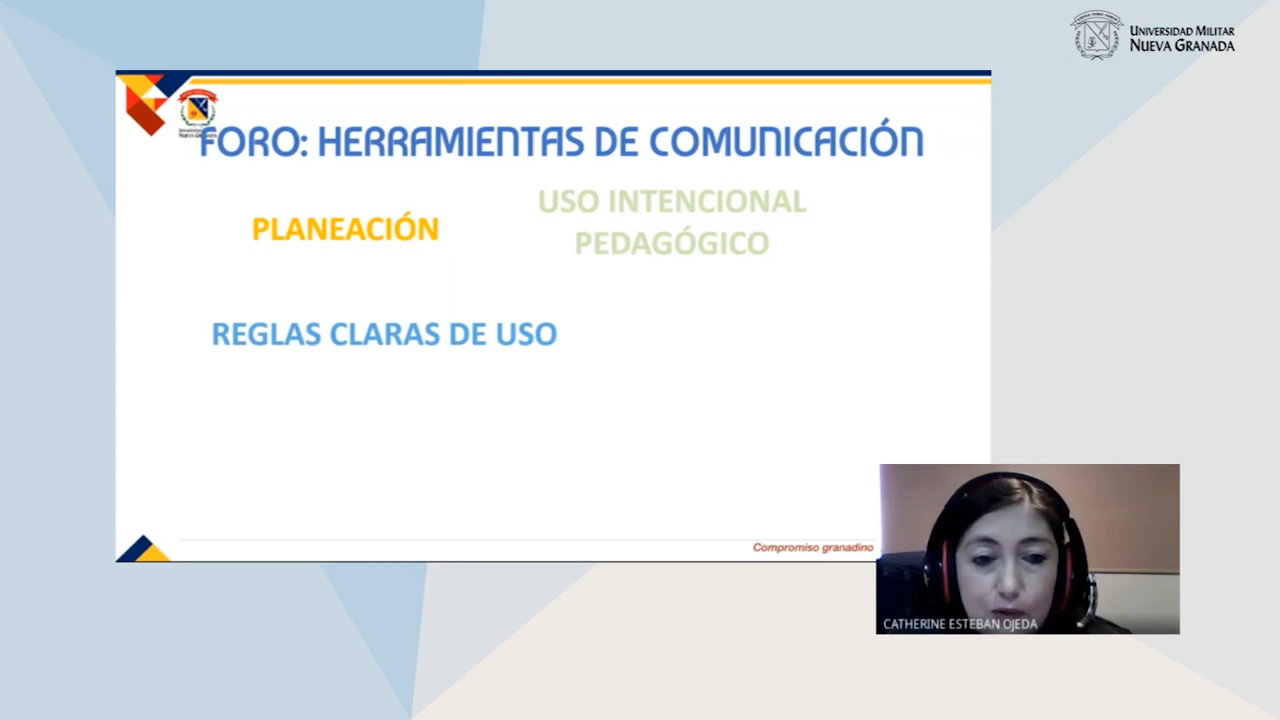 UNIVERSIDAD MILITAR
NUEVA GRANADA
FORO: HERRAMIENTAS DE COMUNICACIÓN
PLANEACIÓN
USO INTENCIONAL
PEDAGÓGICO
REGLAS CLARAS DE USO
Compromiso granadino
CATHERINE ESTEBAN OJEDA